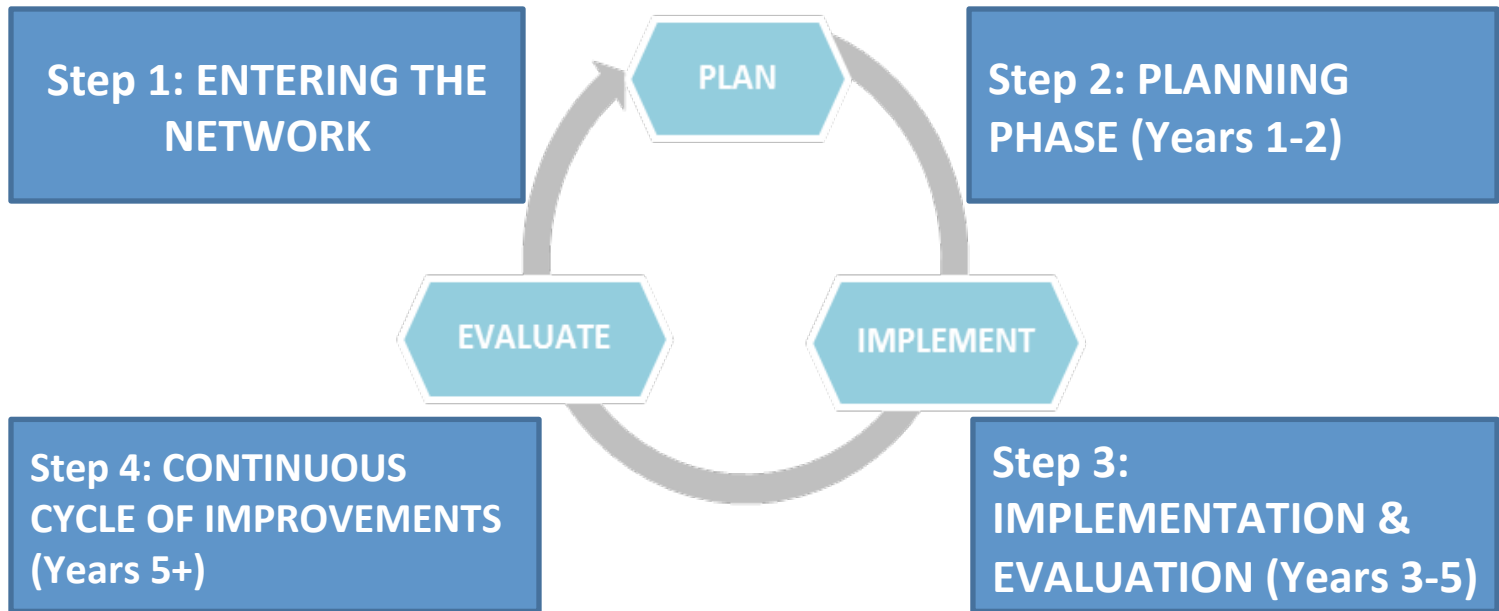 Step 1: ENTERING THE
NETWORK
PLAN
Step 2: PLANNING
PHASE (Years 1-2)
EVALUATE
IMPLEMENT
Step 4: CONTINUOUS
CYCLE OF IMPROVEMENTS
(Years 5+)
Step 3:
IMPLEMENTATION &
EVALUATION (Years 3-5)